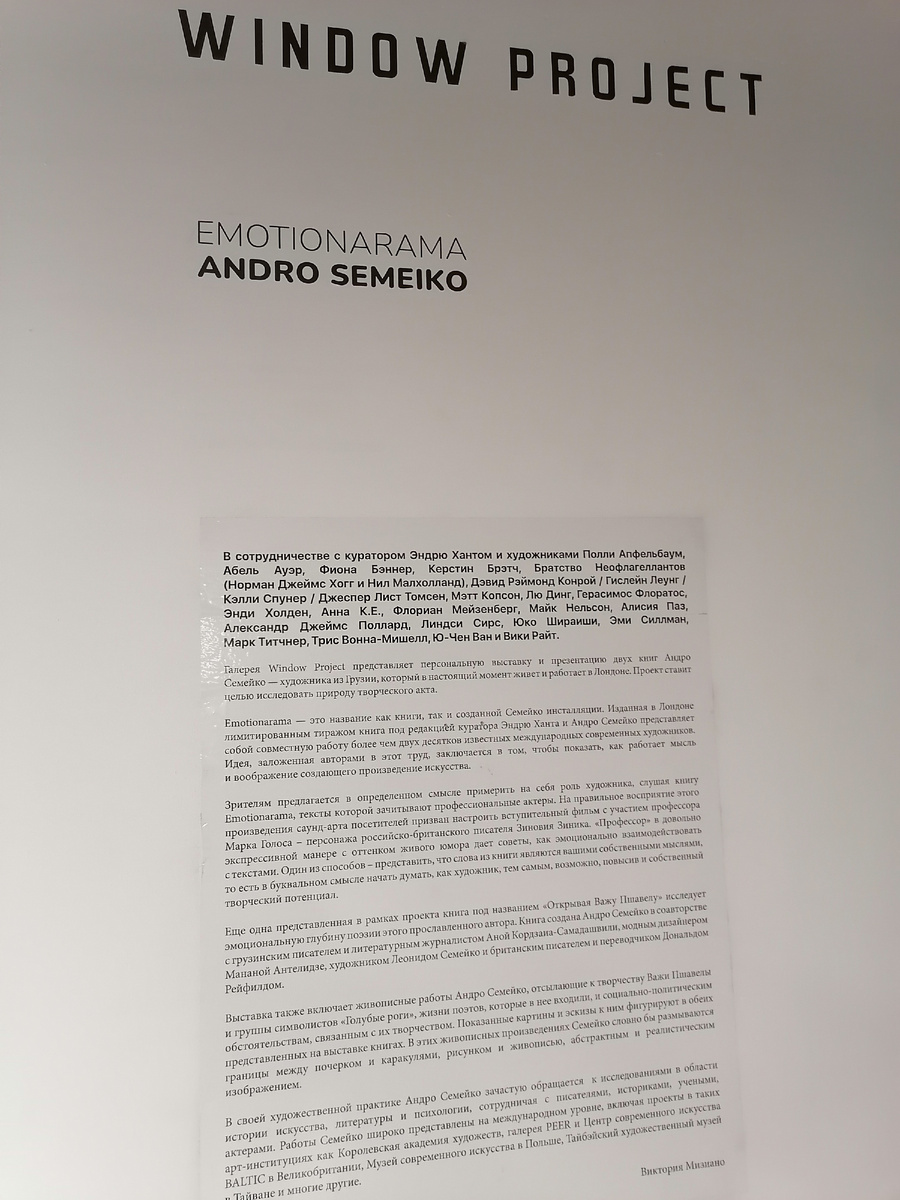 WINDOW PROJECT
EMOTIONARAMA
ANDRO SEMEIKO
В сотрудничестве с куратором Эндрю Хантом и художниками Полли Апфельбаум,
Абель Ауэр, Фиона Бэннер, Керстин Брэтч, Братство Неофлагеллантов
(Норман Джеймс Хогг и Нил Малхолланд), Дэвид Рэймонд Конрой / Гислейн Леунг /
Кэлли Спунер / Джеспер Лист Томсен, Мэтт Копсон, Лю Динг, Герасимос Флоратос,
Энди Холден, Анна К.Е., Флориан Мейзенберг, Майк Нельсон, Алисия Паз,
Александр Джеймс Поллард, Линдси Сирс, Юко Шираиши, Эми Силлман,
Марк Титчнер, Трис Вонна-Мишелл, Ю-Чен Ван и Вики Райт.
Галерея Window Project представляет персональную выставку и презентацию двух книг Андро
Семейко — художника из Грузии, который в настоящий момент живет и работает в Лондоне. Проект ставит
целью исследовать природу творческого акта.
Emotionarama — это название как книги, так и созданной Семейко инсталляции. Изданная в Лондоне
лимитированным тиражом книга под редакцией куратора Эндрю Ханта и Андро Семейко представляет
собой совместную работу более чем двух десятков известных международных современных художников.
Идея, заложенная авторами в этот труд, заключается в том, чтобы показать, как работает мысль
и воображение создающего произведение искусства.
Зрителям предлагается в определенном смысле примерить на себя роль художника, слушая книгу
Emotionarama, тексты которой зачитывают профессиональные актеры. На правильное восприятие этого
произведения саунд-арта посетителей призван настроить вступительный фильм с участием профессора
Марка Голоса – персонажа российско-британского писателя Зиновия Зиника. «Профессор» в довольно
экспрессивной манере с оттенком живого юмора дает советы, как эмоционально взаимодействовать
с текстами. Один из способов – представить, что слова из книги являются вашими собственными мыслями,
то есть в буквальном смысле начать думать, как художник, тем самым, возможно, повысив и собственный
творческий потенциал.
Еще одна представленная в рамках проекта книга под названием «Открывая Важу Пшавелу» исследует
эмоциональную глубину поэзии этого прославленного автора. Книга создана Андро Семейко в соавторстве
с грузинским писателем и литературным журналистом Аной Кордзаиа-Самадашвили, модным дизайнером
Мананой Антелидзе, художником Леонидом Семейко и британским писателем и переводчиком Дональдом
Рейфилдом.
Выставка также включает живописные работы Андро Семейко, отсылающие к творчеству Важи Пшавелы
и группы символистов «Голубые роги», жизни поэтов, которые в нее входили, и социально-политическим
обстоятельствам, связанным с их творчеством. Показанные картины и эскизы к ним фигурируют в обеих
представленных на выставке книгах. В этих живописных произведениях Семейко словно бы размываются
границы между почерком и каракулями, рисунком и живописью, абстрактным и реалистическим
изображением.
В своей художественной практике Андро Семейко зачастую обращается к исследованиями в области
истории искусства, литературы и психологии, сотрудничая с писателями, историками, учеными,
актерами. Работы Семейко широко представлены на международном уровне, включая проекты в таких
арт-институциях как Королевская академия художеств, галерея PEER и Центр современного искусства
BALTIC в Великобритании, Музей современного искусства в Польше, Тайбэйский художественный музей
в Тайване и многие другие.
Виктория Мизиано